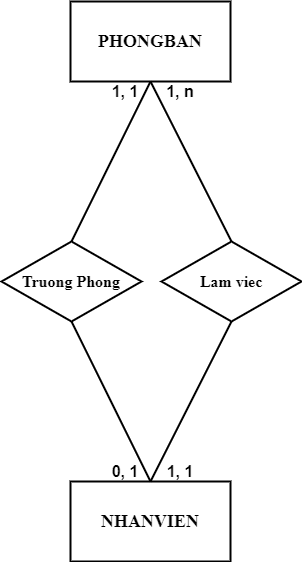 PHONGBAN
1, 1
1, n
Truong Phong
Lam viec
0, 1
1, 1
NHANVIEN